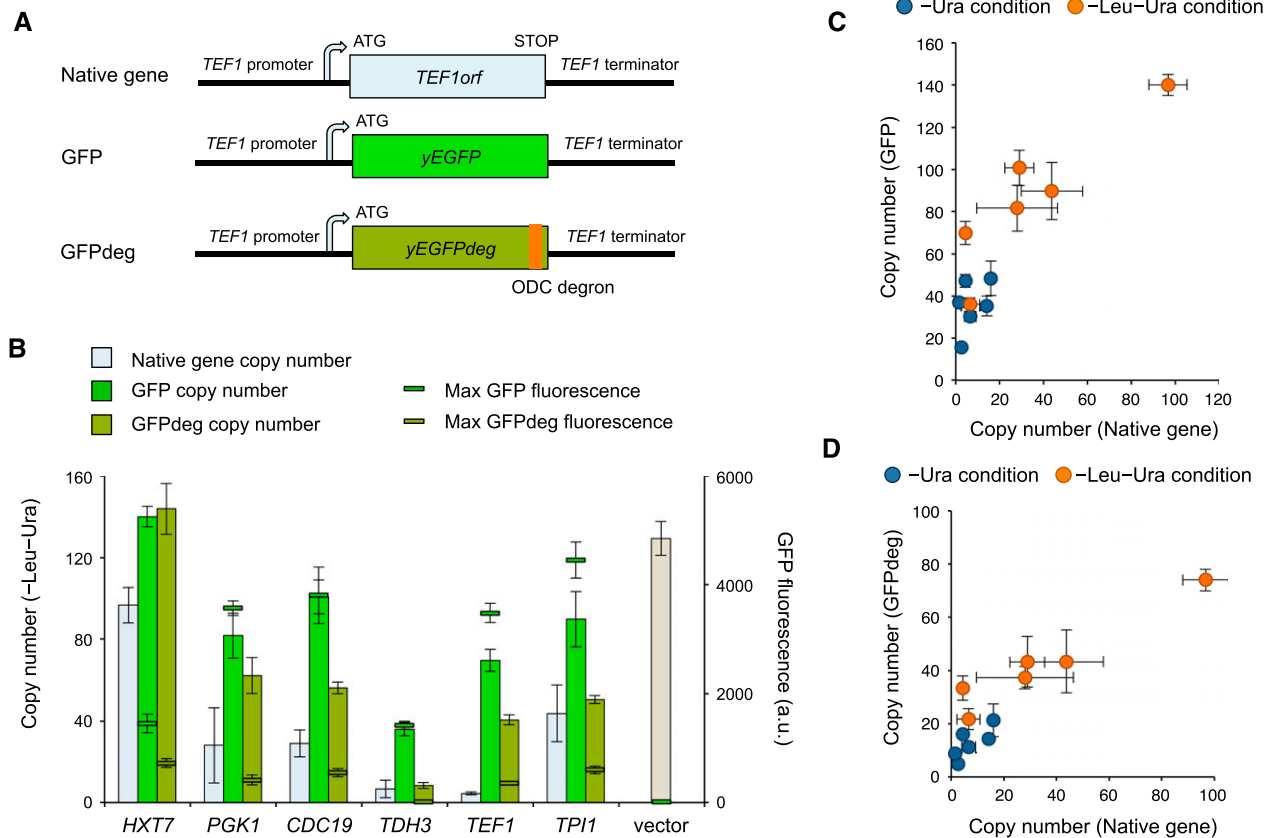 A
Native gene
TEF1 promoter
ATG
STOP
TEF1orf
TEF1 terminator
GFP
TEF1 promoter
ATG
yEGFP
TEF1 terminator
GFPdeg
TEF1 promoter
ATG
yEGFPdeg
TEF1 terminator
ODC degron
B
Native gene copy number
GFP copy number
GFPdeg copy number
Max GFP fluorescence
Max GFPdeg fluorescence
Copy number (−Leu−Ura)
160
120
80
40
0
6000
4000
2000
0
GFP fluorescence (a.u.)
HXT7 PGK1 CDC19 TDH3 TEF1 TPI1 vector
C
−Ura condition −Leu−Ura condition
Copy number (GFP)
160
140
120
100
80
60
40
20
0
0 20 40 60 80 100 120
Copy number (Native gene)
D
−Ura condition −Leu−Ura condition
Copy number (GFPdeg)
100
80
60
40
20
0
0 20 40 60 80 100
Copy number (Native gene)